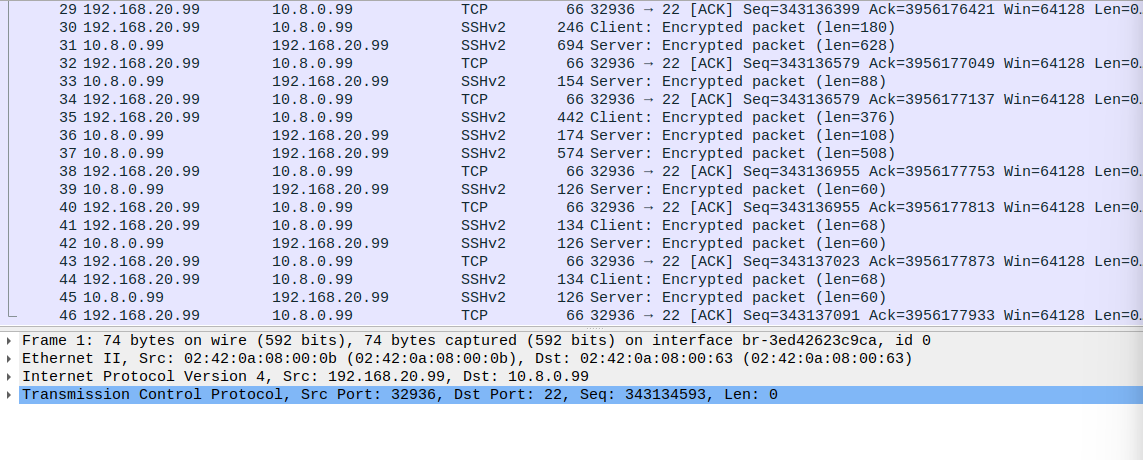 29 192.168.20.99 10.8.0.99 TCP 66 32936 → 22 [ACK] Seq=343136399 Ack=3956176421 Win=64128 Len=0…
30 192.168.20.99 10.8.0.99 SSHv2 246 Client: Encrypted packet (len=180)
31 10.8.0.99 192.168.20.99 SSHv2 694 Server: Encrypted packet (len=628)
32 192.168.20.99 10.8.0.99 TCP 66 32936 → 22 [ACK] Seq=343136579 Ack=3956177049 Win=64128 Len=0…
33 10.8.0.99 192.168.20.99 SSHv2 154 Server: Encrypted packet (len=88)
34 192.168.20.99 10.8.0.99 TCP 66 32936 → 22 [ACK] Seq=343136579 Ack=3956177137 Win=64128 Len=0…
35 192.168.20.99 10.8.0.99 SSHv2 442 Client: Encrypted packet (len=376)
36 10.8.0.99 192.168.20.99 SSHv2 174 Server: Encrypted packet (len=108)
37 10.8.0.99 192.168.20.99 SSHv2 574 Server: Encrypted packet (len=508)
38 192.168.20.99 10.8.0.99 TCP 66 32936 → 22 [ACK] Seq=343136955 Ack=3956177753 Win=64128 Len=0…
39 10.8.0.99 192.168.20.99 SSHv2 126 Server: Encrypted packet (len=60)
40 192.168.20.99 10.8.0.99 TCP 66 32936 → 22 [ACK] Seq=343136955 Ack=3956177813 Win=64128 Len=0…
41 192.168.20.99 10.8.0.99 SSHv2 134 Client: Encrypted packet (len=68)
42 10.8.0.99 192.168.20.99 SSHv2 126 Server: Encrypted packet (len=60)
43 192.168.20.99 10.8.0.99 TCP 66 32936 → 22 [ACK] Seq=343137023 Ack=3956177873 Win=64128 Len=0…
44 192.168.20.99 10.8.0.99 SSHv2 134 Client: Encrypted packet (len=68)
45 10.8.0.99 192.168.20.99 SSHv2 126 Server: Encrypted packet (len=60)
46 192.168.20.99 10.8.0.99 TCP 66 32936 → 22 [ACK] Seq=343137091 Ack=3956177933 Win=64128 Len=0…
Frame 1: 74 bytes on wire (592 bits), 74 bytes captured (592 bits) on interface br-3ed42623c9ca, id 0
Ethernet II, Src: 02:42:0a:08:00:0b (02:42:0a:08:00:0b), Dst: 02:42:0a:08:00:63 (02:42:0a:08:00:63)
Internet Protocol Version 4, Src: 192.168.20.99, Dst: 10.8.0.99
Transmission Control Protocol, Src Port: 32936, Dst Port: 22, Seq: 343134593, Len: 0